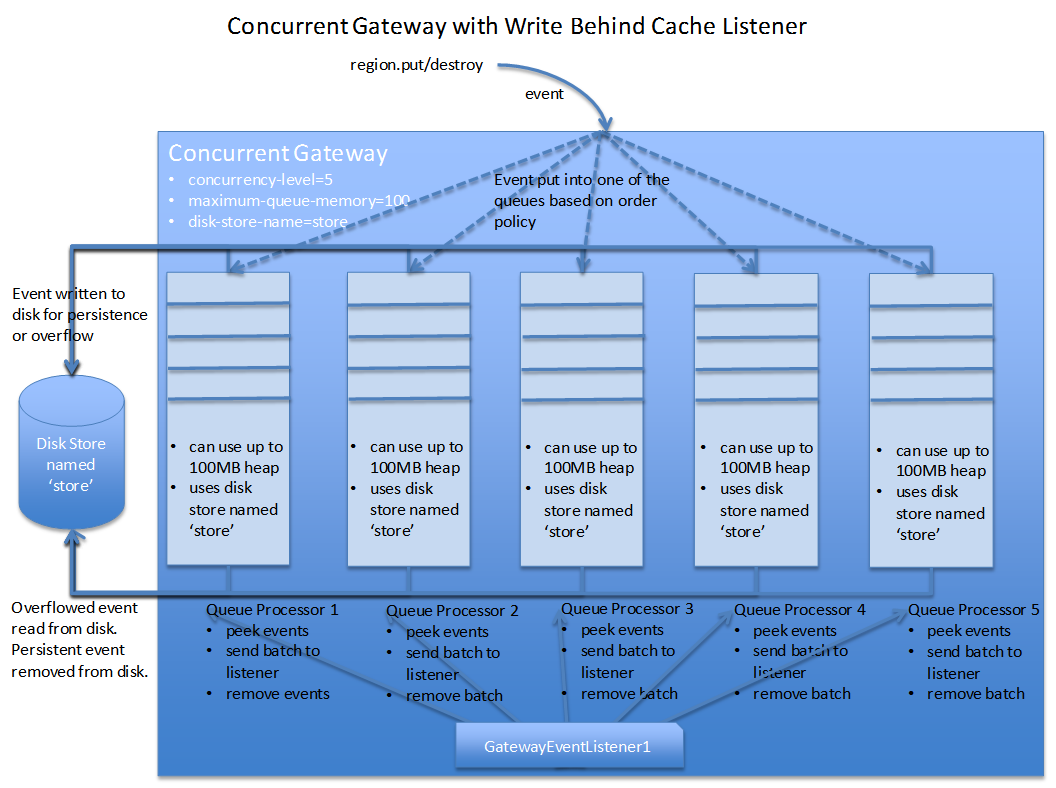 Concurrent Gateway with Write Behind Cache Listener
region.put/destroy
event
Concurrent Gateway
• concurrency-level=5
• maximum-queue-memory=100
• disk-store-name=store
Event put into one of the
queues based on order
policy
Event written to
disk for persistence
or overflow
Disk Store
named
‘store’
• can use up to
100MB heap
• uses disk
store named
‘store’
• can use up to
100MB heap
• uses disk
store named
‘store’
• can use up to
100MB heap
• uses disk
store named
‘store’
• can use up to
100MB heap
• uses disk
store named
‘store’
• can use up to
100MB heap
• uses disk
store named
‘store’
Overflowed event
read from disk.
Persistent event
removed from disk.
Queue Processor 1
• peek events
• send batch to
listener
• remove events
Queue Processor 2
• peek events
• send batch to
listener
• remove batch
Queue Processor 3
• peek events
• send batch to
listener
• remove batch
Queue Processor 4
• peek events
• send batch to
listener
• remove batch
Queue Processor 5
• peek events
• send batch to
listener
• remove batch
GatewayEventListener1